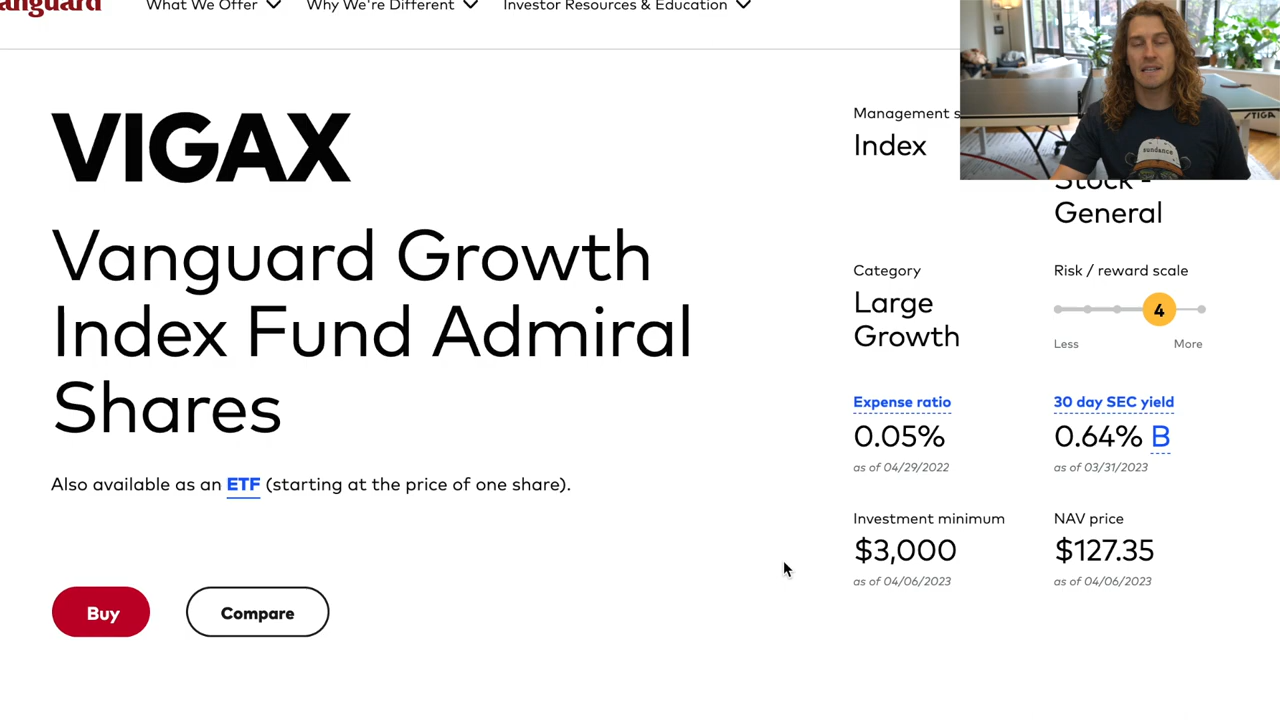 What We Offer
Why We're Different
Investor Resources & Education
VIGAX
Vanguard Growth
Index Fund Admiral
Shares
Also available as an ETF (starting at the price of one share).
Buy
Compare
Management
Index
Stock -
General
Category
Large
Growth
Risk / reward scale
4
Less
More
Expense ratio
0.05%
as of 04/29/2022
30 day SEC yield
0.64% B
as of 03/31/2023
Investment minimum
$3,000
as of 04/06/2023
NAV price
$127.35
as of 04/06/2023
STIGA
sundance